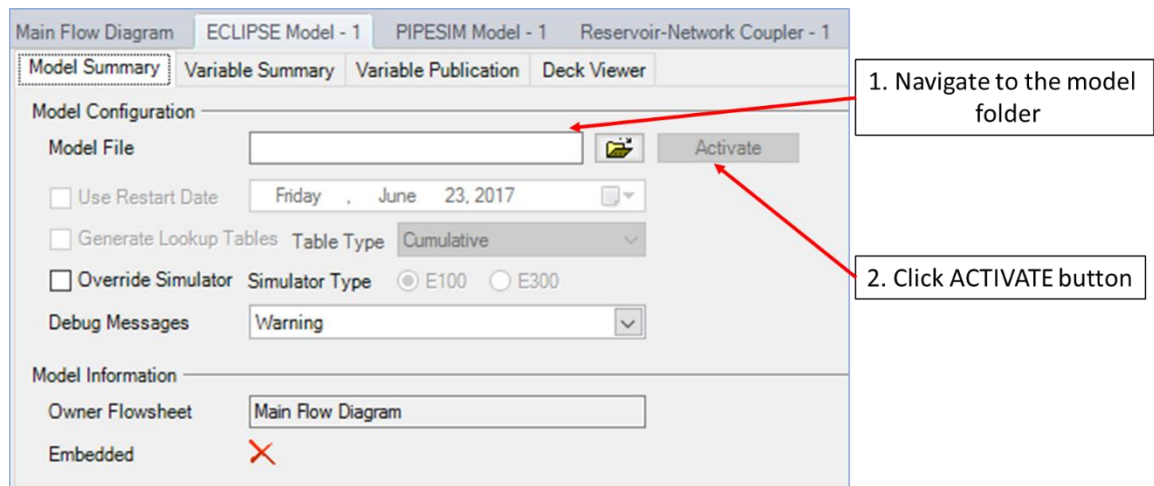 Main Flow Diagram ECLIPSE Model - 1 PIPESIM Model - 1 Reservoir-Network Coupler - 1
Model Summary Variable Summary Variable Publication Deck Viewer
Model Configuration
Model File Activate
Use Restart Date Friday , June 23, 2017
Generate Lookup Tables Table Type Cumulative
Override Simulator Simulator Type E100 E300
Debug Messages Warning
Model Information
Owner Flowsheet Main Flow Diagram
Embedded
1. Navigate to the model
folder
2. Click ACTIVATE button